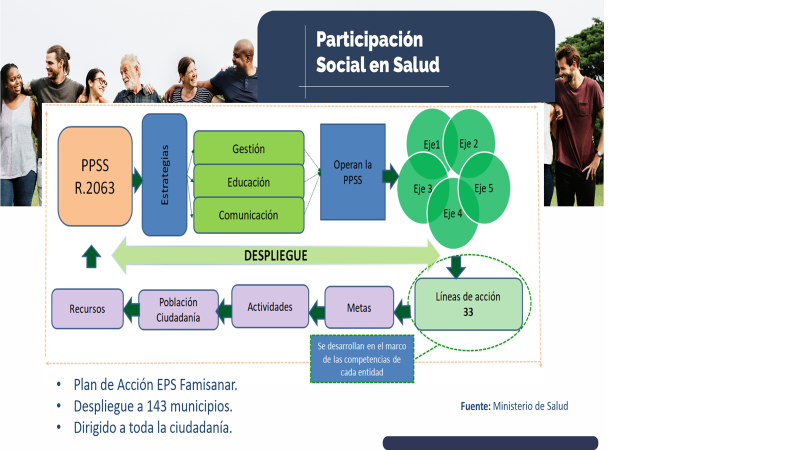 Participación
Social en Salud
PPSS
R.2063
Estrategias
Gestión
Educación
Comunicación
Operan la
PPSS
Eje1
Eje 2
Eje 3
Eje 5
Eje 4
DESPLIEGUE
Recursos
Población
Ciudadanía
Actividades
Metas
Líneas de acción
33
Se desarrollan en el marco
de las competencias de
cada entidad
• Plan de Acción EPS Famisanar.
• Despliegue a 143 municipios.
• Dirigido a toda la ciudadanía.
Fuente: Ministerio de Salud